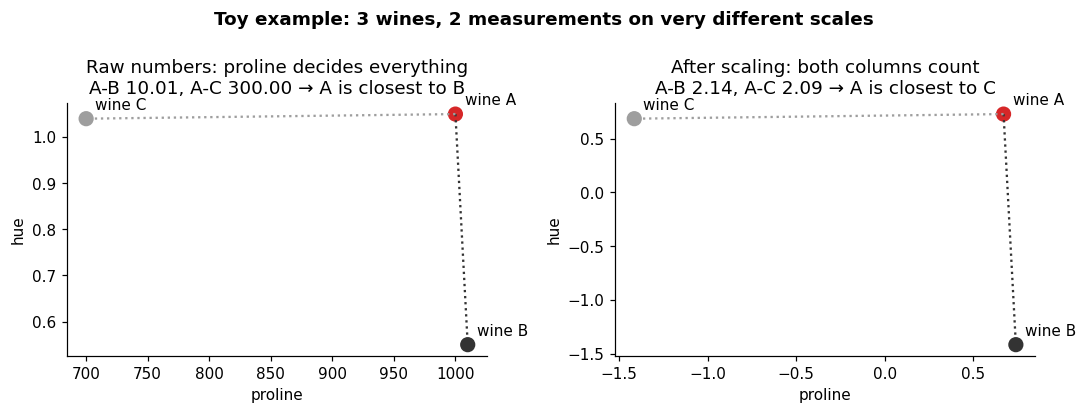 Toy example: 3 wines, 2 measurements on very different scales
Raw numbers: proline decides everything
A-B 10.01, A-C 300.00 → A is closest to B
wine C
wine A
wine B
1.0
0.9
0.8
0.7
0.6
hue
700
750
800
850
900
950
1000
proline
After scaling: both columns count
A-B 2.14, A-C 2.09 → A is closest to C
wine C
wine A
wine B
0.5
0.0
−0.5
−1.0
−1.5
hue
−1.5
−1.0
−0.5
0.0
0.5
proline